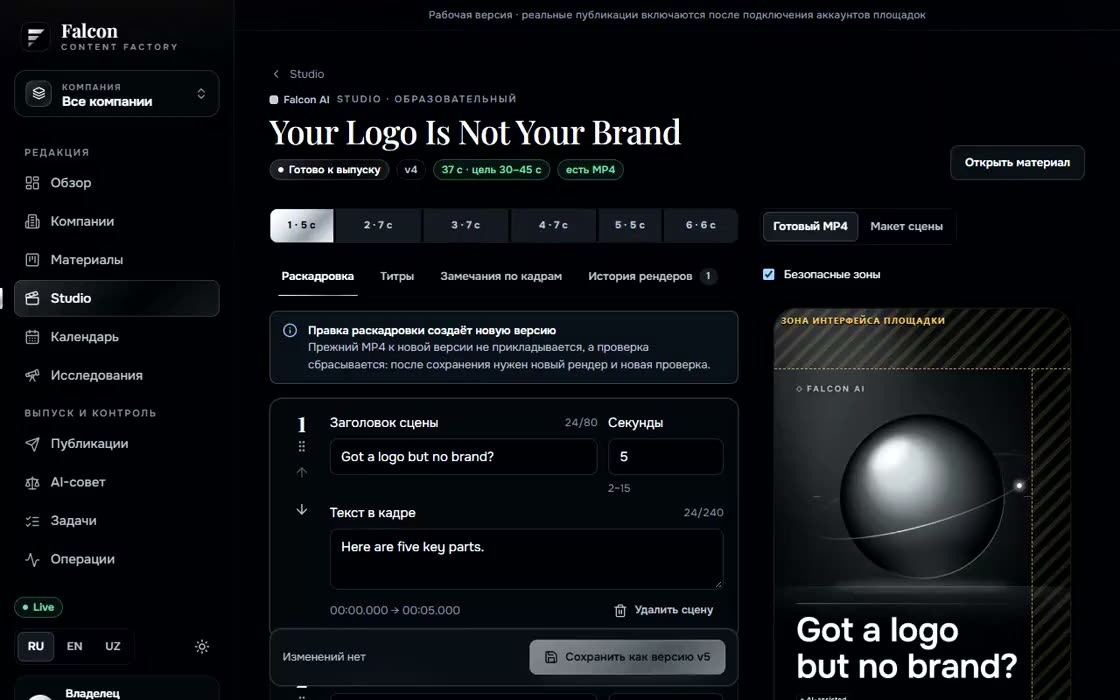 Рабочая версия · реальные публикации включаются после подключения аккаунтов площадок
Falcon
CONTENT FACTORY
КОМПАНИЯ
Все компании
РЕДАКЦИЯ
Обзор
Компании
Материалы
Studio
Календарь
Исследования
ВЫПУСК И КОНТРОЛЬ
Публикации
AI-совет
Задачи
Операции
Live
RU EN UZ
Владелец
Studio
Falcon AI STUDIO · ОБРАЗОВАТЕЛЬНЫЙ
Your Logo Is Not Your Brand
Готово к выпуску v4 37 с · цель 30–45 с есть MP4
Открыть материал
1 · 5 с 2 · 7 с 3 · 7 с 4 · 7 с 5 · 5 с 6 · 6 с
Раскадровка Титры Замечания по кадрам История рендеров 1
Правка раскадровки создаёт новую версию
Прежний MP4 к новой версии не прикладывается, а проверка
сбрасывается: после сохранения нужен новый рендер и новая проверка.
1
Заголовок сцены 24/80 Секунды
Got a logo but no brand? 5
2–15
Текст в кадре 24/240
Here are five key parts.
00:00.000 → 00:05.000 Удалить сцену
Изменений нет Сохранить как версию v5
Готовый MP4 Макет сцены
Безопасные зоны
ЗОНА ИНТЕРФЕЙСА ПЛОЩАДКИ
FALCON AI
Got a logo
but no brand?
AI-assisted